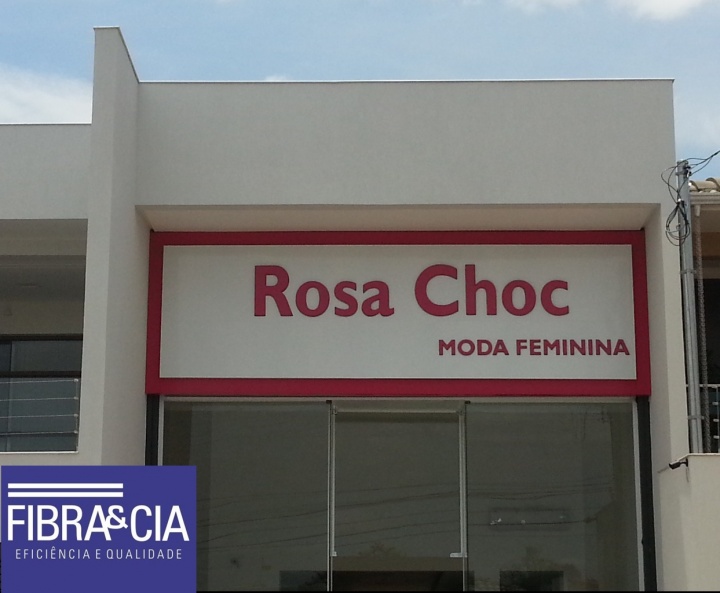 Rosa Choc
MODA FEMININA
FIBRA&CIA
EFICIÊNCIA E QUALIDADE